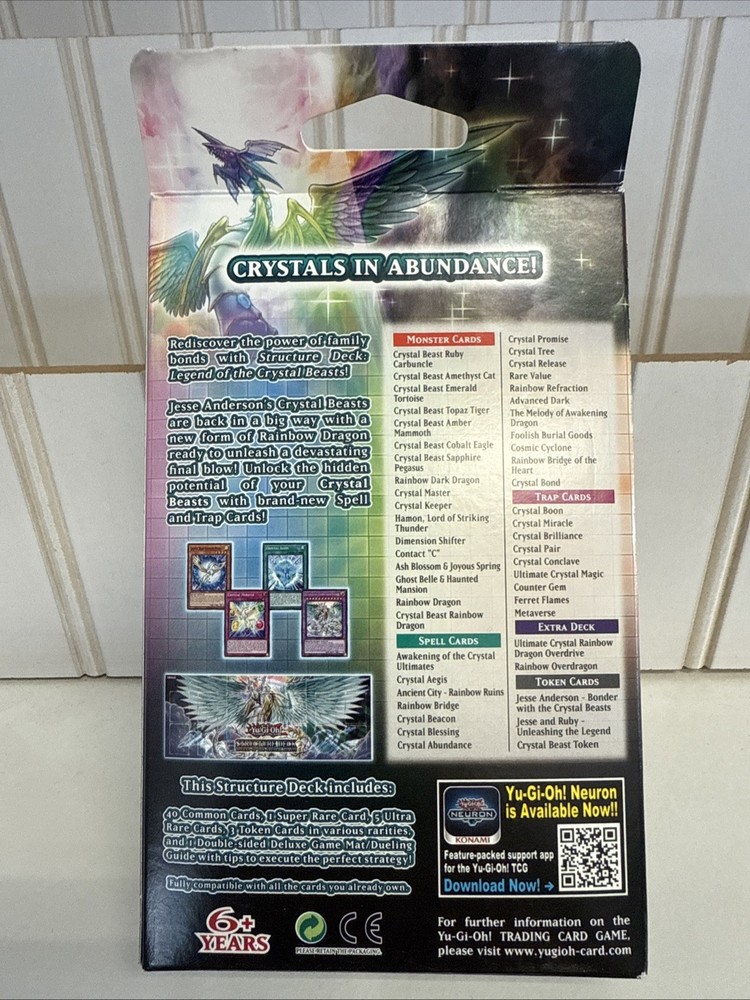 CRYSTALS IN ABUNDANCE!
Rediscover the power of family
bonds with Structure Deck:
Legend of the Crystal Beasts!
Jesse Anderson's Crystal Beasts
are back in a big way with a
new form of Rainbow Dragon
ready to unleash a devastating
final blow! Unlock the hidden
potential of your Crystal
Beasts with brand-new Spell
and Trap Cards!
MONSTER CARDS
Crystal Beast Ruby
Carbuncle
Crystal Beast Amethyst Cat
Crystal Beast Emerald
Tortoise
Crystal Beast Topaz Tiger
Crystal Beast Amber
Mammoth
Crystal Beast Cobalt Eagle
Crystal Beast Sapphire
Pegasus
Rainbow Dark Dragon
Crystal Master
Crystal Keeper
Hamon, Lord of Striking
Thunder
Dimension Shifter
Contact "C"
Ash Blossom & Joyous Spring
Ghost Belle & Haunted
Mansion
Rainbow Dragon
Crystal Beast Rainbow
Dragon
SPELL CARDS
Awakening of the Crystal
Ultimates
Crystal Aegis
Ancient City - Rainbow Ruins
Rainbow Bridge
Crystal Beacon
Crystal Blessing
Crystal Abundance
Crystal Promise
Crystal Tree
Crystal Release
Rare Value
Rainbow Refraction
Advanced Dark
The Melody of Awakening
Dragon
Foolish Burial Goods
Cosmic Cyclone
Rainbow Bridge of the
Heart
Crystal Bond
TRAP CARDS
Crystal Boon
Crystal Miracle
Crystal Brilliance
Crystal Pair
Crystal Conclave
Ultimate Crystal Magic
Counter Gem
Ferret Flames
Metaverse
EXTRA DECK
Ultimate Crystal Rainbow
Dragon Overdrive
Rainbow Overdragon
TOKEN CARDS
Jesse Anderson - Bonder
with the Crystal Beasts
Jesse and Ruby -
Unleashing the Legend
Crystal Beast Token
Yu-Gi-Oh!
This Structure Deck includes:
40 Common Cards, 1 Super Rare Card, 5 Ultra
Rare Cards, 3 Token Cards in various rarities,
and 1 Double-sided Deluxe Game Mat/Dueling
Guide with tips to execute the perfect strategy!
Fully compatible with all the cards you already own.
NEURON
KONAMI
Yu-Gi-Oh! Neuron
is Available Now!!
Feature-packed support app
for the Yu-Gi-Oh! TCG
Download Now! →
6+
YEARS
CE
PLEASE RETAIN THE PACKAGING
For further information on the
Yu-Gi-Oh! TRADING CARD GAME,
please visit www.yugioh-card.com